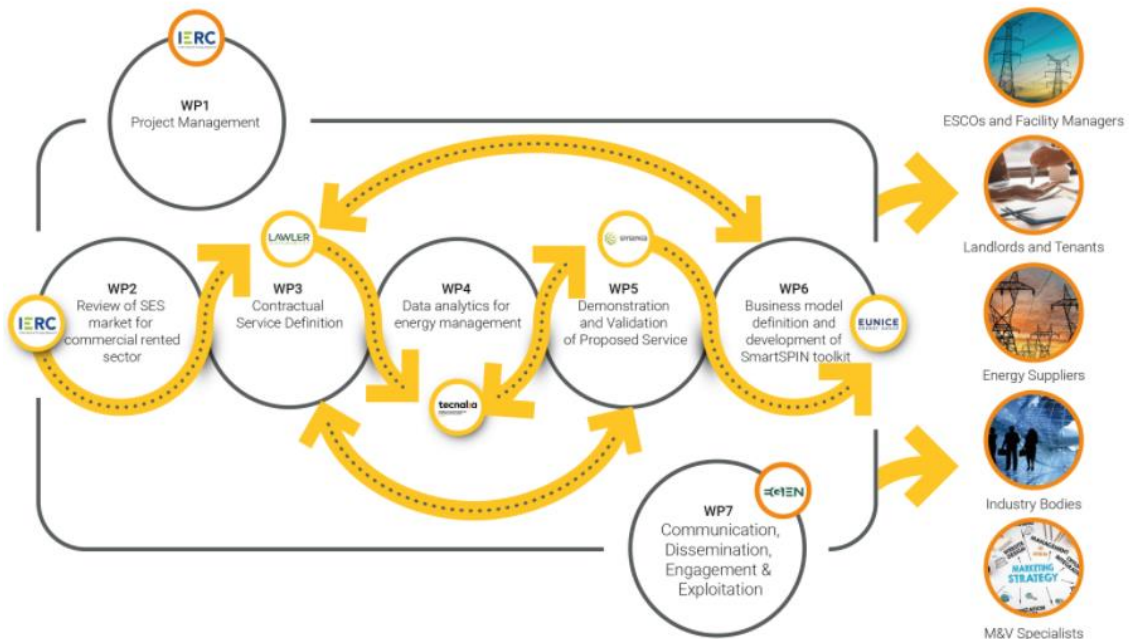 IERC
WP1
Project Management
ESCOs and Facility Managers
LAWLER
Landlords and Tenants
WP2
Review of SES
market for
commercial rented
sector
IERC
WP3
Contractual
Service Definition
WP4
Data analytics for
energy management
WP5
Demonstration
and Validation
of Proposed Service
WP6
Business model
definition and
development of
SmartSPIN toolkit
EUNICE
ENERGY GROUP
tecnalia
Energy Suppliers
WP7
Communication,
Dissemination,
Engagement &
Exploitation
EGEN
Industry Bodies
MANAGEMENT
MARKETING
STRATEGY
M&V Specialists